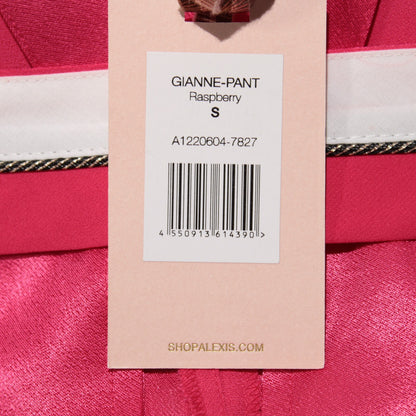 GIANNE-PANT
Raspberry
S
A1220604-7827
4 550913 614390 >
SHOPALEXIS.COM